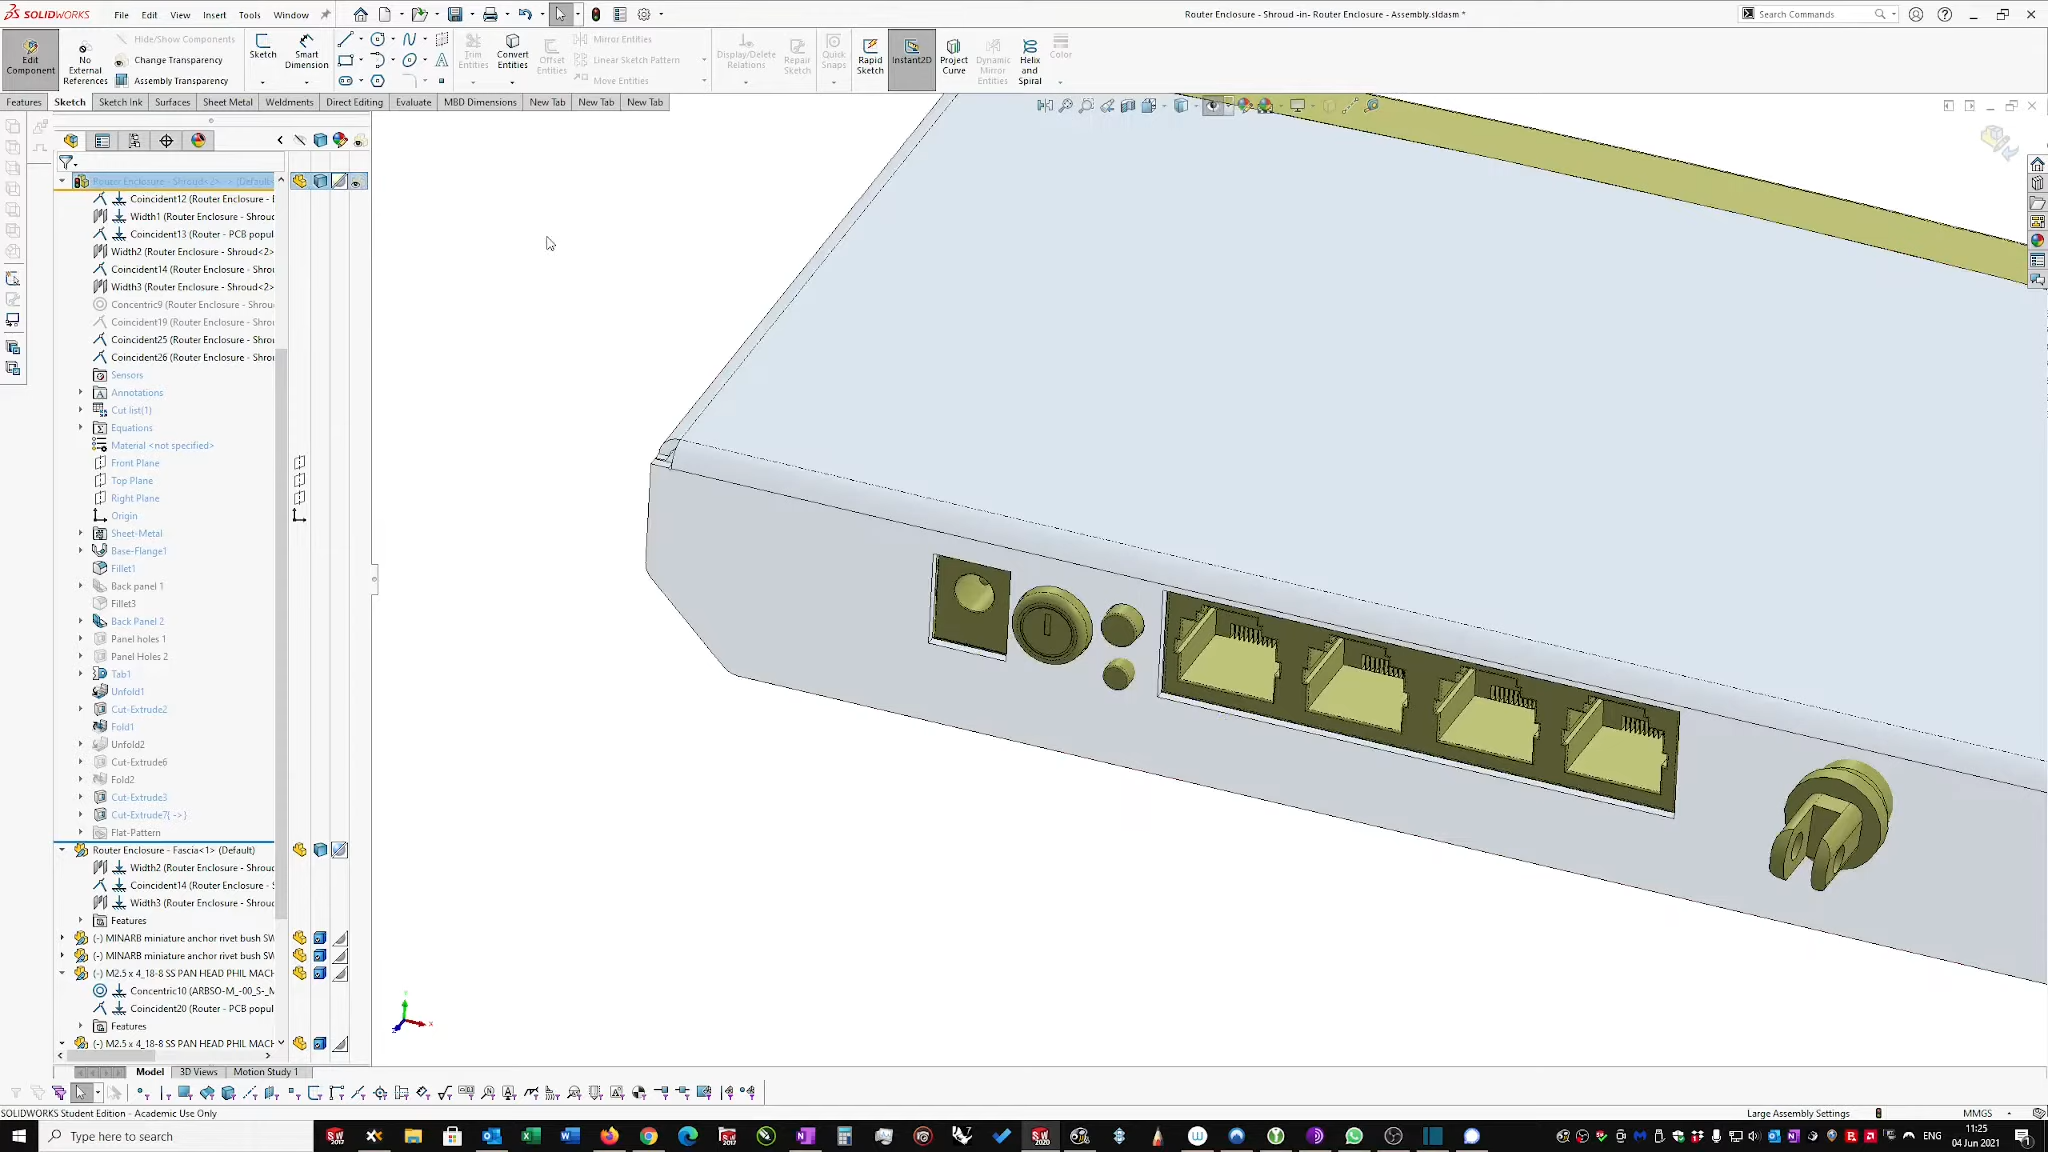 SOLIDWORKS File Edit View Insert Tools Window
Router Enclosure - Shroud -in- Router Enclosure - Assembly.sldasm *
Search Commands
Edit Component
No External References
Hide/Show Components
Change Transparency
Assembly Transparency
Sketch
Smart Dimension
Trim Entities
Convert Entities
Offset Entities
Mirror Entities
Linear Sketch Pattern
Move Entities
Display/Delete Relations
Repair Sketch
Quick Snaps
Rapid Sketch
Instant2D
Project Curve
Dynamic Mirror Entities
Helix and Spiral
Color
Features Sketch Sketch Ink Surfaces Sheet Metal Weldments Direct Editing Evaluate MBD Dimensions New Tab New Tab New Tab
Router Enclosure - Shroud<2> -> (Default
Coincident12 (Router Enclosure - E
Width1 (Router Enclosure - Shroud
Coincident13 (Router - PCB popul
Width2 (Router Enclosure - Shroud<2>
Coincident14 (Router Enclosure - Shrou
Width3 (Router Enclosure - Shroud<2>
Concentric9 (Router Enclosure - Shrou
Coincident19 (Router Enclosure - Shro
Coincident25 (Router Enclosure - Shrou
Coincident26 (Router Enclosure - Shrou
Sensors
Annotations
Cut list(1)
Equations
Material <not specified>
Front Plane
Top Plane
Right Plane
Origin
Sheet-Metal
Base-Flange1
Fillet1
Back panel 1
Fillet3
Back Panel 2
Panel holes 1
Panel Holes 2
Tab1
Unfold1
Cut-Extrude2
Fold1
Unfold2
Cut-Extrude6
Fold2
Cut-Extrude3
Cut-Extrude7{ ->}
Flat-Pattern
Router Enclosure - Fascia<1> (Default)
Width2 (Router Enclosure - Shroud
Coincident14 (Router Enclosure - S
Width3 (Router Enclosure - Shroud
Features
(-) MINARB miniature anchor rivet bush SW
(-) MINARB miniature anchor rivet bush SW
(-) M2.5 x 4_18-8 SS PAN HEAD PHIL MACH
Concentric10 (ARBSO-M_-00_S-_M
Coincident20 (Router - PCB popul
Features
(-) M2.5 x 4_18-8 SS PAN HEAD PHIL MACH
Model 3D Views Motion Study 1
SOLIDWORKS Student Edition - Academic Use Only
Large Assembly Settings
MMGS
Type here to search
ENG
11:25
04 Jun 2021